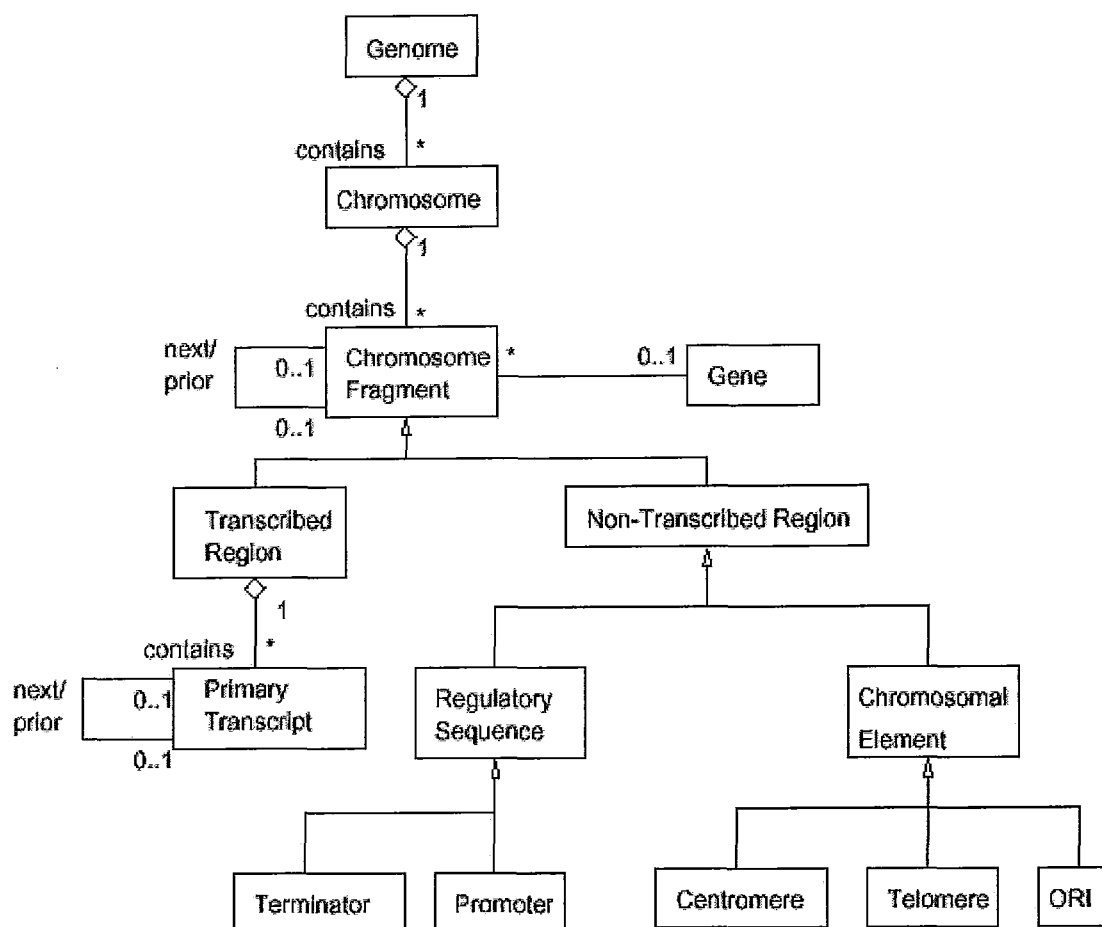 Genome
1
contains *
Chromosome
1
contains *
next/
prior
0..1
0..1
Chromosome
Fragment
* 0..1
Gene
Transcribed
Region
Non-Transcribed Region
1
contains *
next/
prior
0..1
0..1
Primary
Transcript
Regulatory
Sequence
Chromosomal
Element
Terminator
Promoter
Centromere
Telomere
ORI